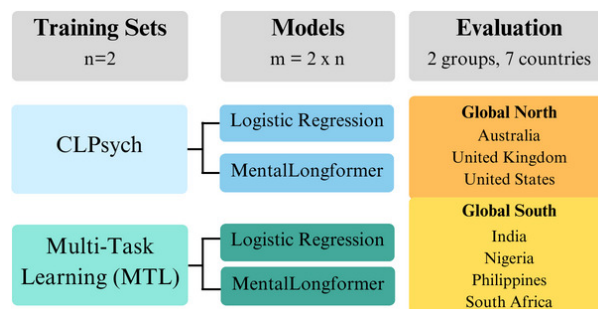 Training Sets
n=2
Models
m = 2 x n
Evaluation
2 groups, 7 countries
CLPsych
Logistic Regression
MentalLongformer
Multi-Task
Learning (MTL)
Logistic Regression
MentalLongformer
Global North
Australia
United Kingdom
United States
Global South
India
Nigeria
Philippines
South Africa